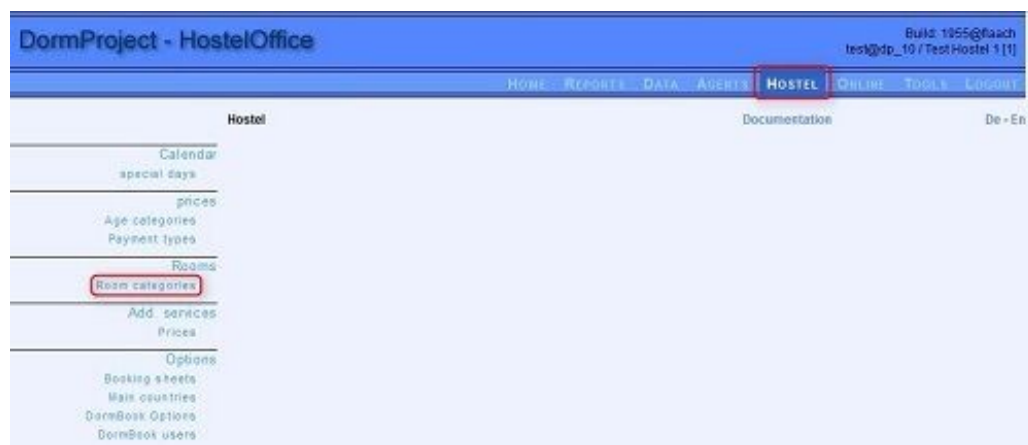 DormProject - HostelOffice
Build: 1955@flaach
test@dp_10 / Test Hostel 1 [1]
HOME REPORTS DATA AGENTS HOSTEL ONLINE TOOLS LOGOUT
Hostel Documentation De - En
Calendar
special days
prices
Age categories
Payment types
Rooms
Room categories
Add. services
Prices
Options
Booking sheets
Main countries
DormBook Options
DormBook users